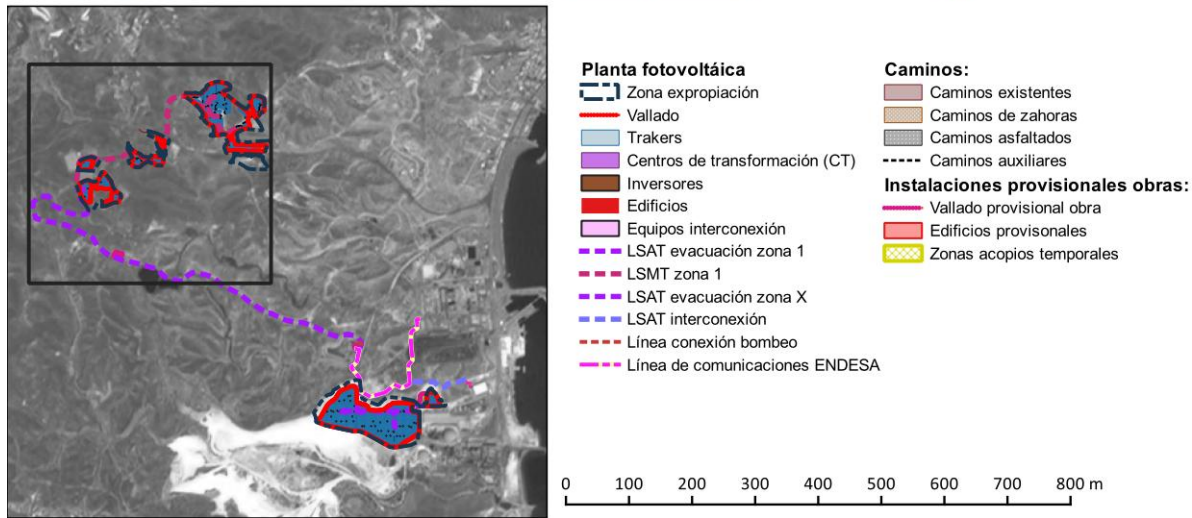 Planta fotovoltáica
Zona expropiación
Vallado
Trakers
Centros de transformación (CT)
Inversores
Edificios
Equipos interconexión
LSAT evacuación zona 1
LSMT zona 1
LSAT evacuación zona X
LSAT interconexión
Línea conexión bombeo
Línea de comunicaciones ENDESA
Caminos:
Caminos existentes
Caminos de zahoras
Caminos asfaltados
Caminos auxiliares
Instalaciones provisionales obras:
Vallado provisional obra
Edificios provisonales
Zonas acopios temporales
0 100 200 300 400 500 600 700 800 m